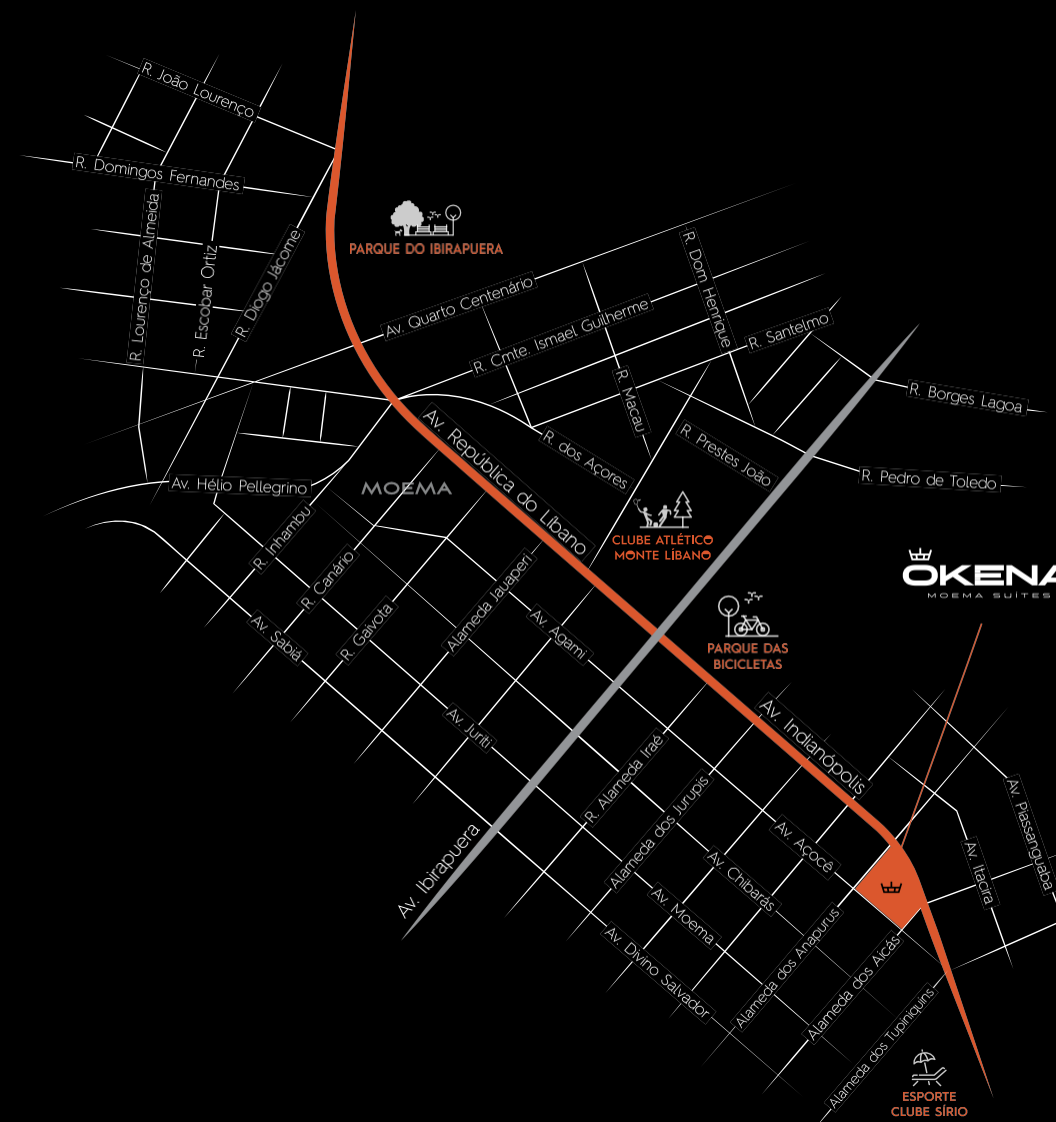 R. João Lourenço
R. Domingos Fernandes
R. Lourenço de Almeida
R. Escobar Ortiz
R. Diogo Jácome
PARQUE DO IBIRAPUERA
Av. Quarto Centenário
R. Cmte. Ismael Guilherme
R. Dom Henrique
R. Santelmo
R. Macau
R. Borges Lagoa
Av. República do Líbano
R. dos Açores
R. Prestes João
R. Pedro de Toledo
Av. Hélio Pellegrino
MOEMA
CLUBE ATLÉTICO
MONTE LÍBANO
R. Inhambu
R. Canário
R. Gaivota
Alameda Jauaperi
Av. Agami
Av. Sabiá
ÖKENA
MOEMA SUÍTES
PARQUE DAS
BICICLETAS
Av. Juriti
Av. Indianópolis
R. Alameda Iraé
Alameda dos Jurupis
Av. Ibirapuera
Av. Açocê
Av. Chibarás
Av. Moema
Av. Divino Salvador
Av. Itacira
Av. Piassanguaba
Alameda dos Anapurus
Alameda dos Aicás
Alameda dos Tupiniquins
ESPORTE
CLUBE SÍRIO